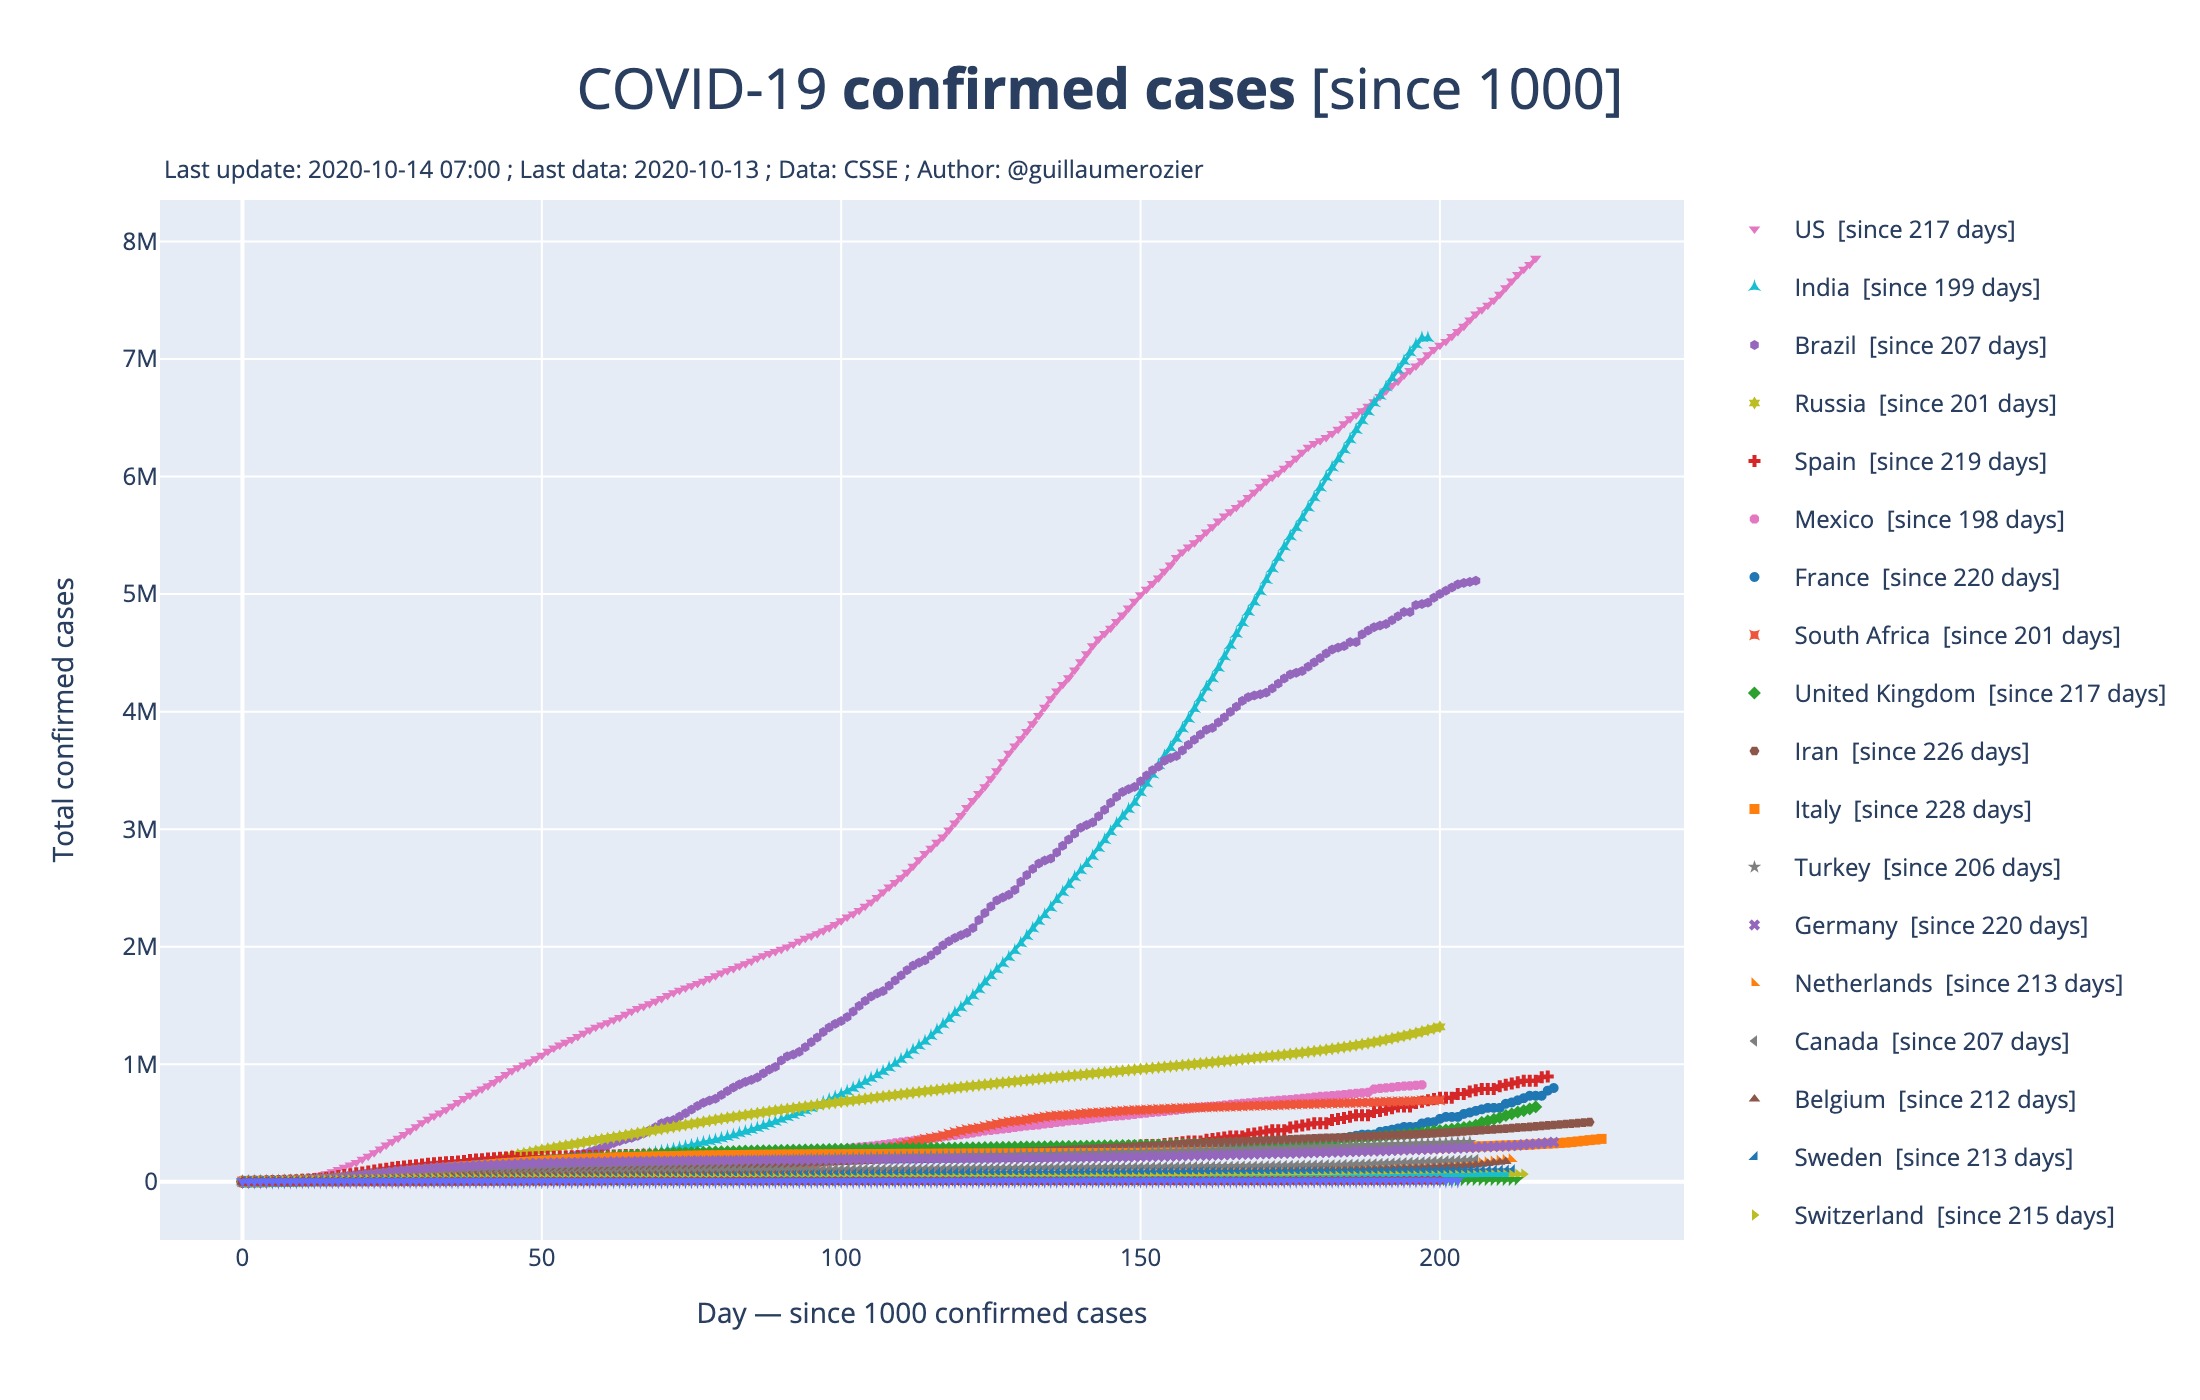 COVID-19 confirmed cases [since 1000]
Last update: 2020-10-14 07:00 ; Last data: 2020-10-13 ; Data: CSSE ; Author: @guillaumerozier
8M
7M
6M
5M
4M
3M
2M
1M
0
Total confirmed cases
0 50 100 150 200
Day — since 1000 confirmed cases
US [since 217 days]
India [since 199 days]
Brazil [since 207 days]
Russia [since 201 days]
Spain [since 219 days]
Mexico [since 198 days]
France [since 220 days]
South Africa [since 201 days]
United Kingdom [since 217 days]
Iran [since 226 days]
Italy [since 228 days]
Turkey [since 206 days]
Germany [since 220 days]
Netherlands [since 213 days]
Canada [since 207 days]
Belgium [since 212 days]
Sweden [since 213 days]
Switzerland [since 215 days]